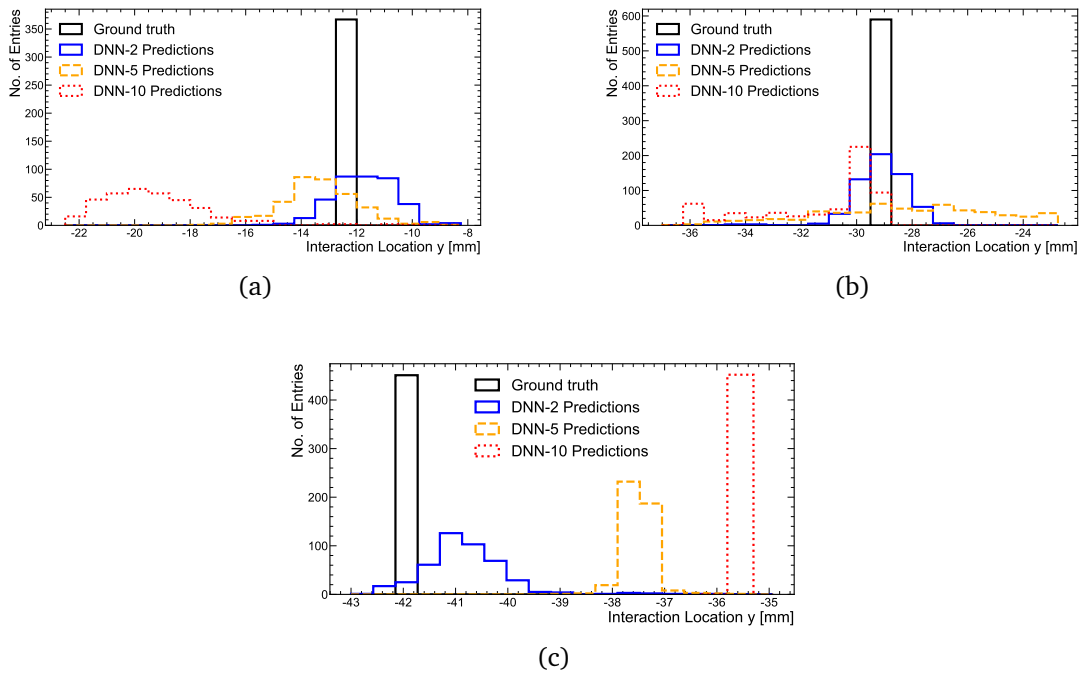 No. of Entries
350
300
250
200
150
100
50
0
Ground truth
DNN-2 Predictions
DNN-5 Predictions
DNN-10 Predictions
-22 -20 -18 -16 -14 -12 -10 -8
Interaction Location y [mm]
(a)
No. of Entries
600
500
400
300
200
100
0
Ground truth
DNN-2 Predictions
DNN-5 Predictions
DNN-10 Predictions
-36 -34 -32 -30 -28 -26 -24
Interaction Location y [mm]
(b)
No. of Entries
400
300
200
100
0
Ground truth
DNN-2 Predictions
DNN-5 Predictions
DNN-10 Predictions
-43 -42 -41 -40 -39 -38 -37 -36 -35
Interaction Location y [mm]
(c)